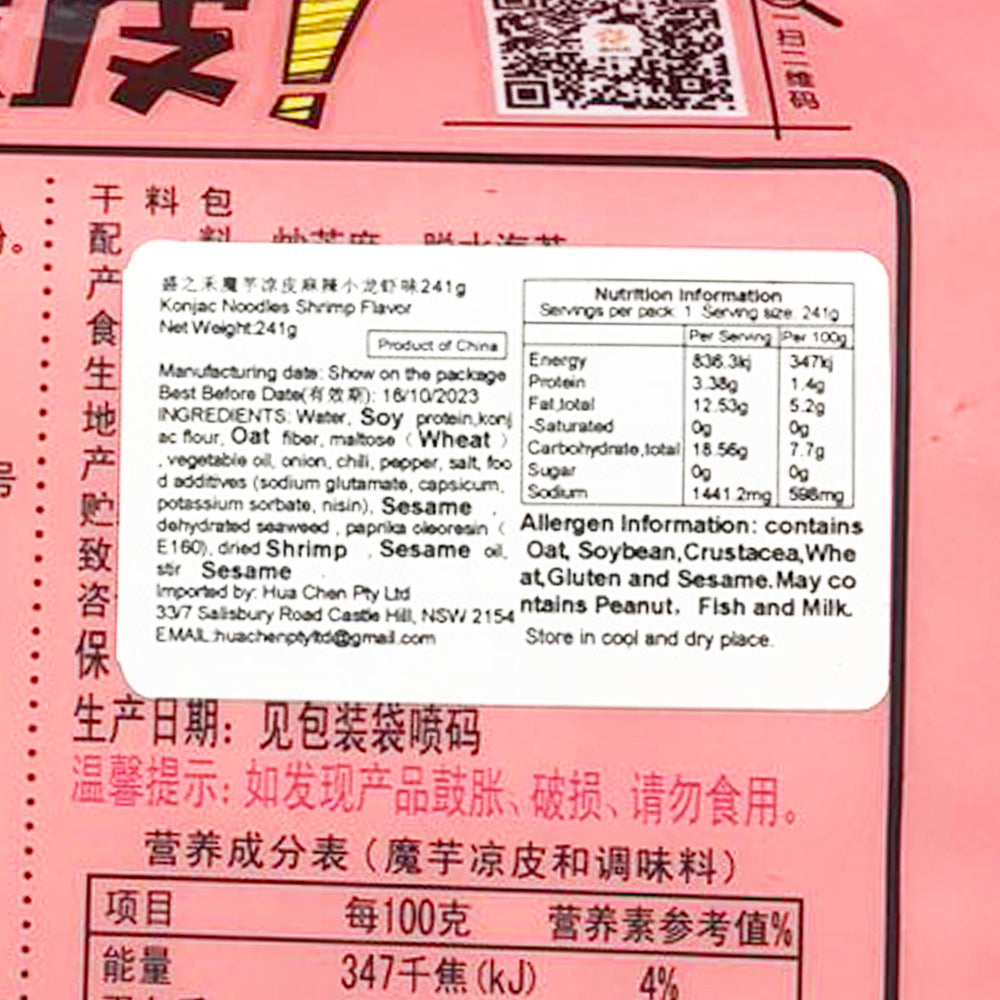 皮!
扫二维码
干料包
配 料 炒芝麻 脱水海苔
产
食
生
地
产
贮
致
咨
保
号
盛之禾魔芋凉皮麻辣小龙虾味241g
Konjac Noodles Shrimp Flavor
Net Weight:241g
Product of China
Manufacturing date: Show on the package
Best Before Date(有效期): 16/10/2023
INGREDIENTS: Water, Soy protein,konj
ac flour, Oat fiber, maltose ( Wheat )
, vegetable oil, onion, chili, pepper, salt, foo
d additives (sodium glutamate, capsicum,
potassium sorbate, nisin), Sesame ,
dehydrated seaweed , paprika oleoresin (
E160), dried Shrimp , Sesame oil,
stir Sesame .
Imported by: Hua Chen Pty Ltd
33/7 Salisbury Road Castle Hill, NSW 2154
EMAIL:huachenptyltd@gmail.com
Nutrition Information
Servings per pack: 1 Serving size: 241g
Per Serving Per 100g
Energy 836.3kj 347kj
Protein 3.38g 1.4g
Fat,total 12.53g 5.2g
-Saturated 0g 0g
Carbohydrate,total 18.56g 7.7g
Sugar 0g 0g
Sodium 1441.2mg 598mg
Allergen Information: contains
Oat, Soybean,Crustacea,Whe
at,Gluten and Sesame.May co
ntains Peanut, Fish and Milk.
Store in cool and dry place.
生产日期: 见包装袋喷码
温馨提示: 如发现产品鼓胀、破损、请勿食用。
营养成分表(魔芋凉皮和调味料)
项目 每100克 营养素参考值%
能量 347千焦(kJ) 4%